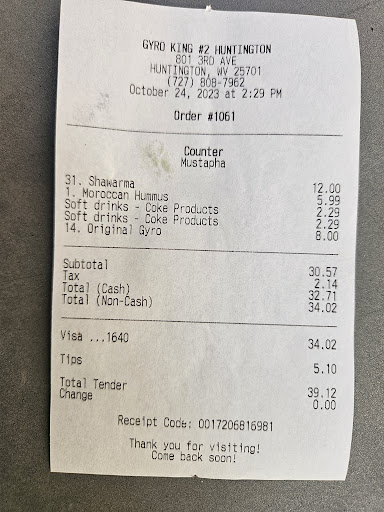 GYRO KING #2 HUNTINGTON
801 3RD AVE
HUNTINGTON, WV 25701
(727) 808-7962
October 24, 2023 at 2:29 PM
Order #1061
Counter
Mustapha
31. Shawarma 12.00
1. Moroccan Hummus 5.99
Soft drinks - Coke Products 2.29
Soft drinks - Coke Products 2.29
14. Original Gyro 8.00
Subtotal 30.57
Tax 2.14
Total (Cash) 32.71
Total (Non-Cash) 34.02
Visa ...1640 34.02
Tips 5.10
Total Tender 39.12
Change 0.00
Receipt Code: 0017206816981
Thank you for visiting!
Come back soon!